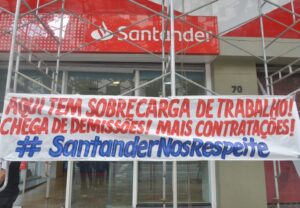 Santander
70
AQUI TEM SOBRECARGA DE TRABALHO!
CHEGA DE DEMISSÕES! MAIS CONTRATAÇÕES!
# SantanderNosRespeite